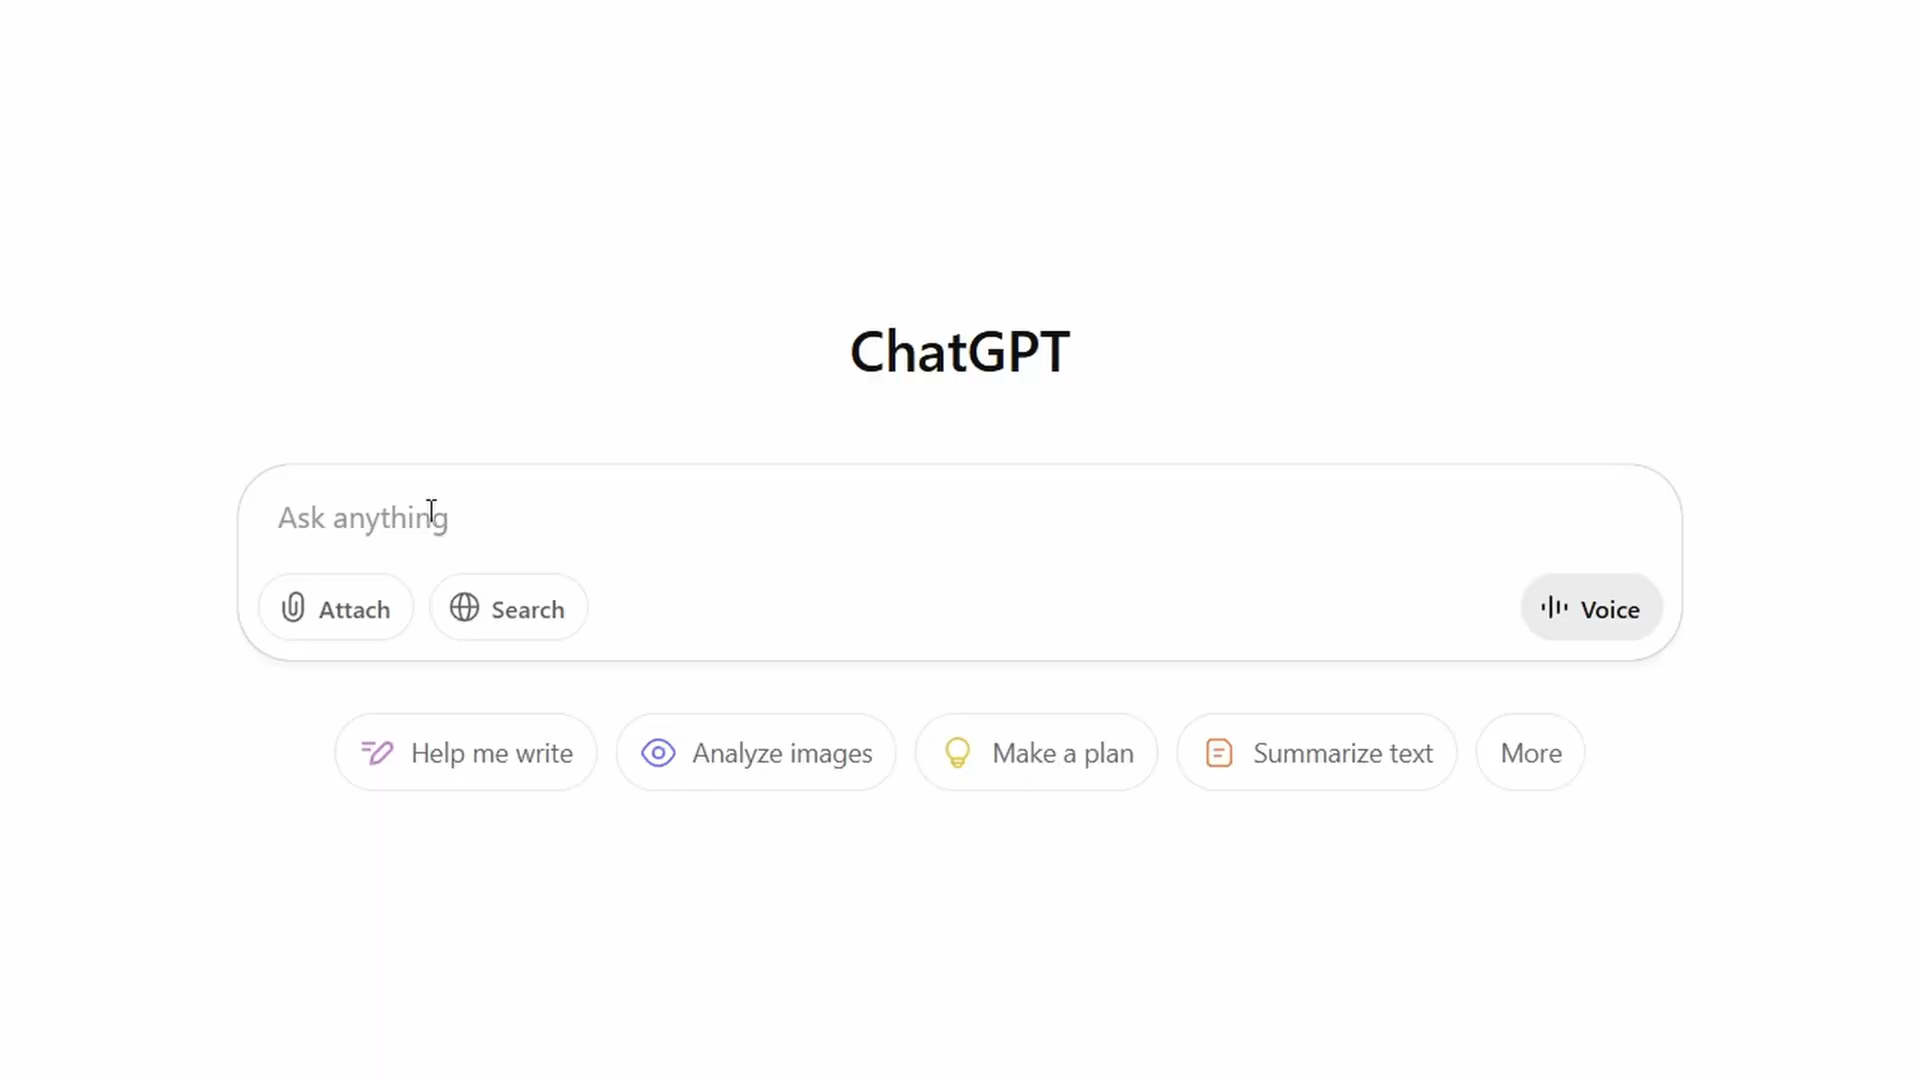 ChatGPT
Ask anything
Attach Search Voice
Help me write Analyze images Make a plan Summarize text More